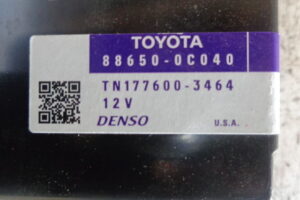 TOYOTA
88650-0C040
TN177600-3464
12V
DENSO U.S.A.